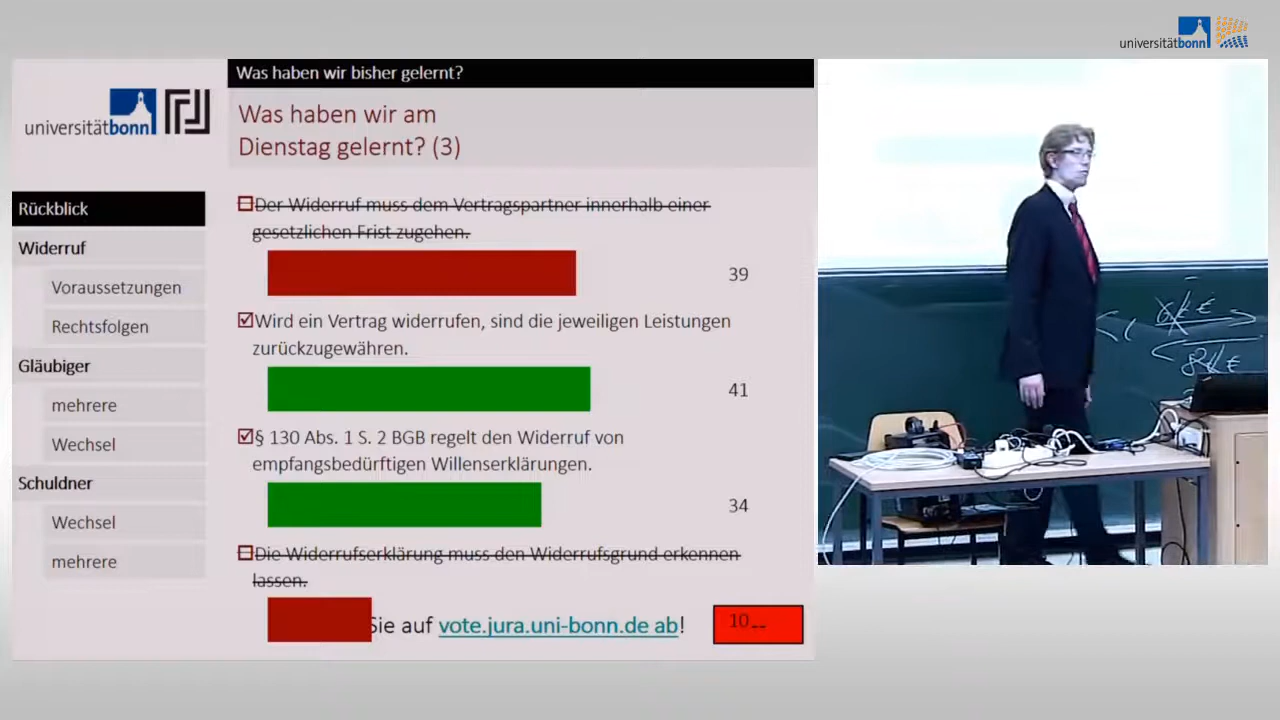 universitätbonn
Was haben wir bisher gelernt?
universitätbonn
Was haben wir am
Dienstag gelernt? (3)
Rückblick
Widerruf
Voraussetzungen
Rechtsfolgen
Gläubiger
mehrere
Wechsel
Schuldner
Wechsel
mehrere
Der Widerruf muss dem Vertragspartner innerhalb einer
gesetzlichen Frist zugehen.
39
Wird ein Vertrag widerrufen, sind die jeweiligen Leistungen
zurückzugewähren.
41
§ 130 Abs. 1 S. 2 BGB regelt den Widerruf von
empfangsbedürftigen Willenserklärungen.
34
Die Widerrufserklärung muss den Widerrufsgrund erkennen
lassen.
Sie auf vote.jura.uni-bonn.de ab!
10